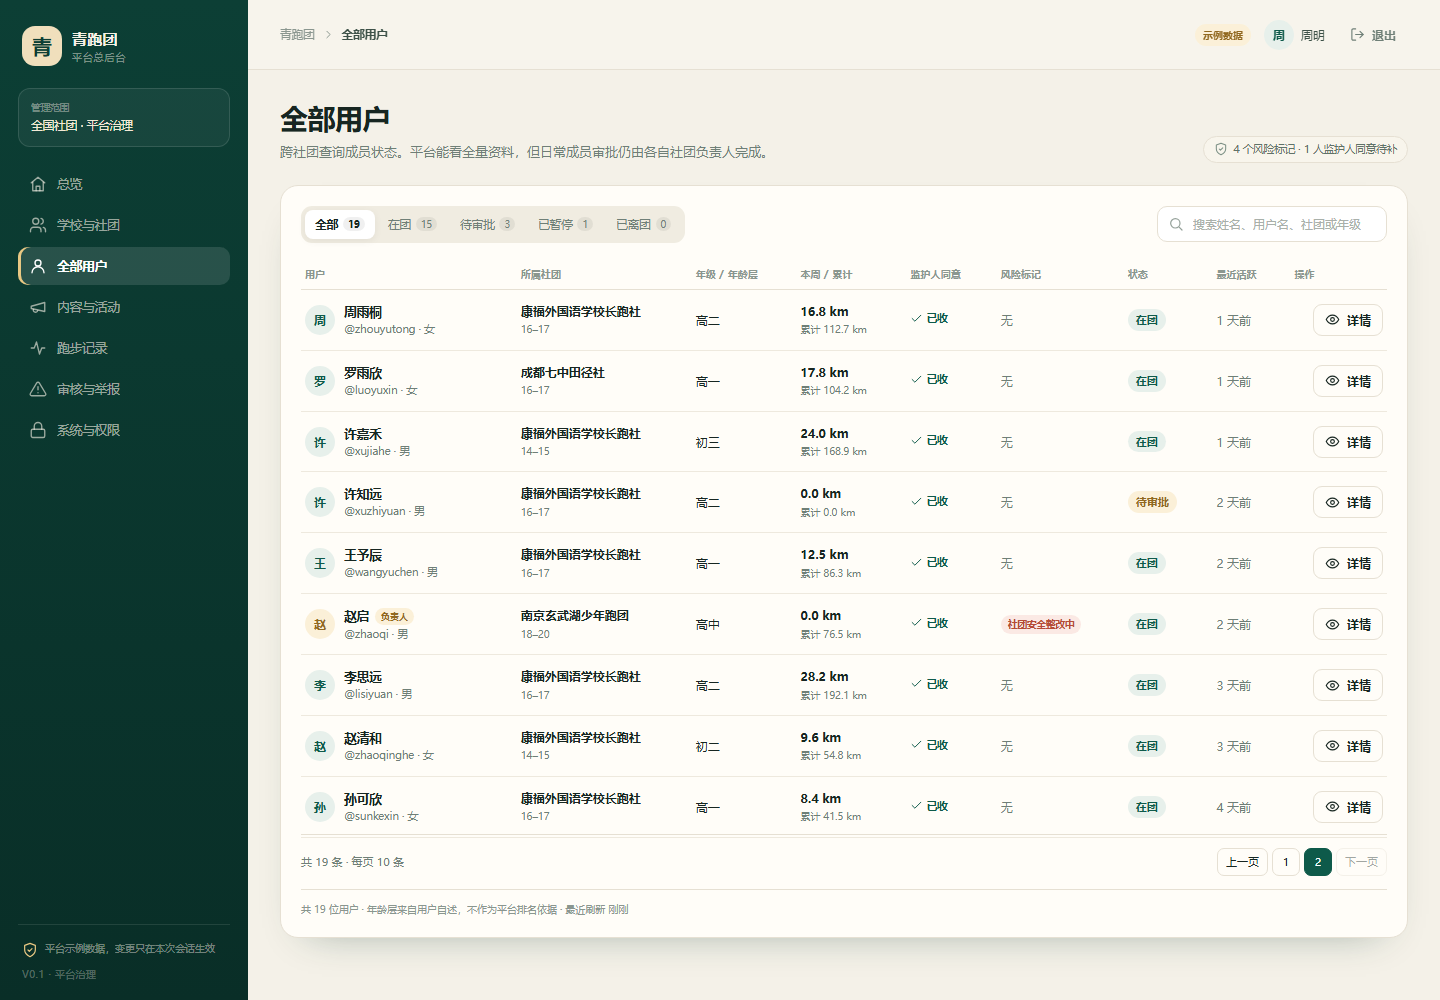 青
青跑团
平台总后台
管理范围
全国社团 · 平台治理
总览
学校与社团
全部用户
内容与活动
跑步记录
审核与举报
系统与权限
平台示例数据，变更只在本次会话生效
V0.1 · 平台治理
青跑团 > 全部用户
示例数据 周 周明 退出
全部用户
跨社团查询成员状态。平台能看全量资料，但日常成员审批仍由各自社团负责人完成。
4 个风险标记 · 1 人监护人同意待补
全部 19 在团 15 待审批 3 已暂停 1 已离团 0
搜索姓名、用户名、社团或年级
用户 所属社团 年级 / 年龄层 本周 / 累计 监护人同意 风险标记 状态 最近活跃 操作
周 周雨桐 康福外国语学校长跑社 高二 16.8 km 已收 无 在团 1 天前 详情
@zhouyutong · 女 16–17 累计 112.7 km
罗 罗雨欣 成都七中田径社 高一 17.8 km 已收 无 在团 1 天前 详情
@luoyuxin · 女 16–17 累计 104.2 km
许 许嘉禾 康福外国语学校长跑社 初三 24.0 km 已收 无 在团 1 天前 详情
@xujiahe · 男 14–15 累计 168.9 km
许 许知远 康福外国语学校长跑社 高二 0.0 km 已收 无 待审批 2 天前 详情
@xuzhiyuan · 男 16–17 累计 0.0 km
王 王予辰 康福外国语学校长跑社 高一 12.5 km 已收 无 在团 2 天前 详情
@wangyuchen · 男 16–17 累计 86.3 km
赵 赵启 负责人 南京玄武湖少年跑团 高中 0.0 km 已收 社团安全整改中 在团 2 天前 详情
@zhaoqi · 男 18–20 累计 76.5 km
李 李思远 康福外国语学校长跑社 高二 28.2 km 已收 无 在团 3 天前 详情
@lisiyuan · 男 16–17 累计 192.1 km
赵 赵清和 康福外国语学校长跑社 初二 9.6 km 已收 无 在团 3 天前 详情
@zhaoqinghe · 女 14–15 累计 54.8 km
孙 孙可欣 康福外国语学校长跑社 高一 8.4 km 已收 无 在团 4 天前 详情
@sunkexin · 女 16–17 累计 41.5 km
共 19 条 · 每页 10 条
上一页 1 2 下一页
共 19 位用户 · 年龄层来自用户自述，不作为平台排名依据 · 最近刷新 刚刚